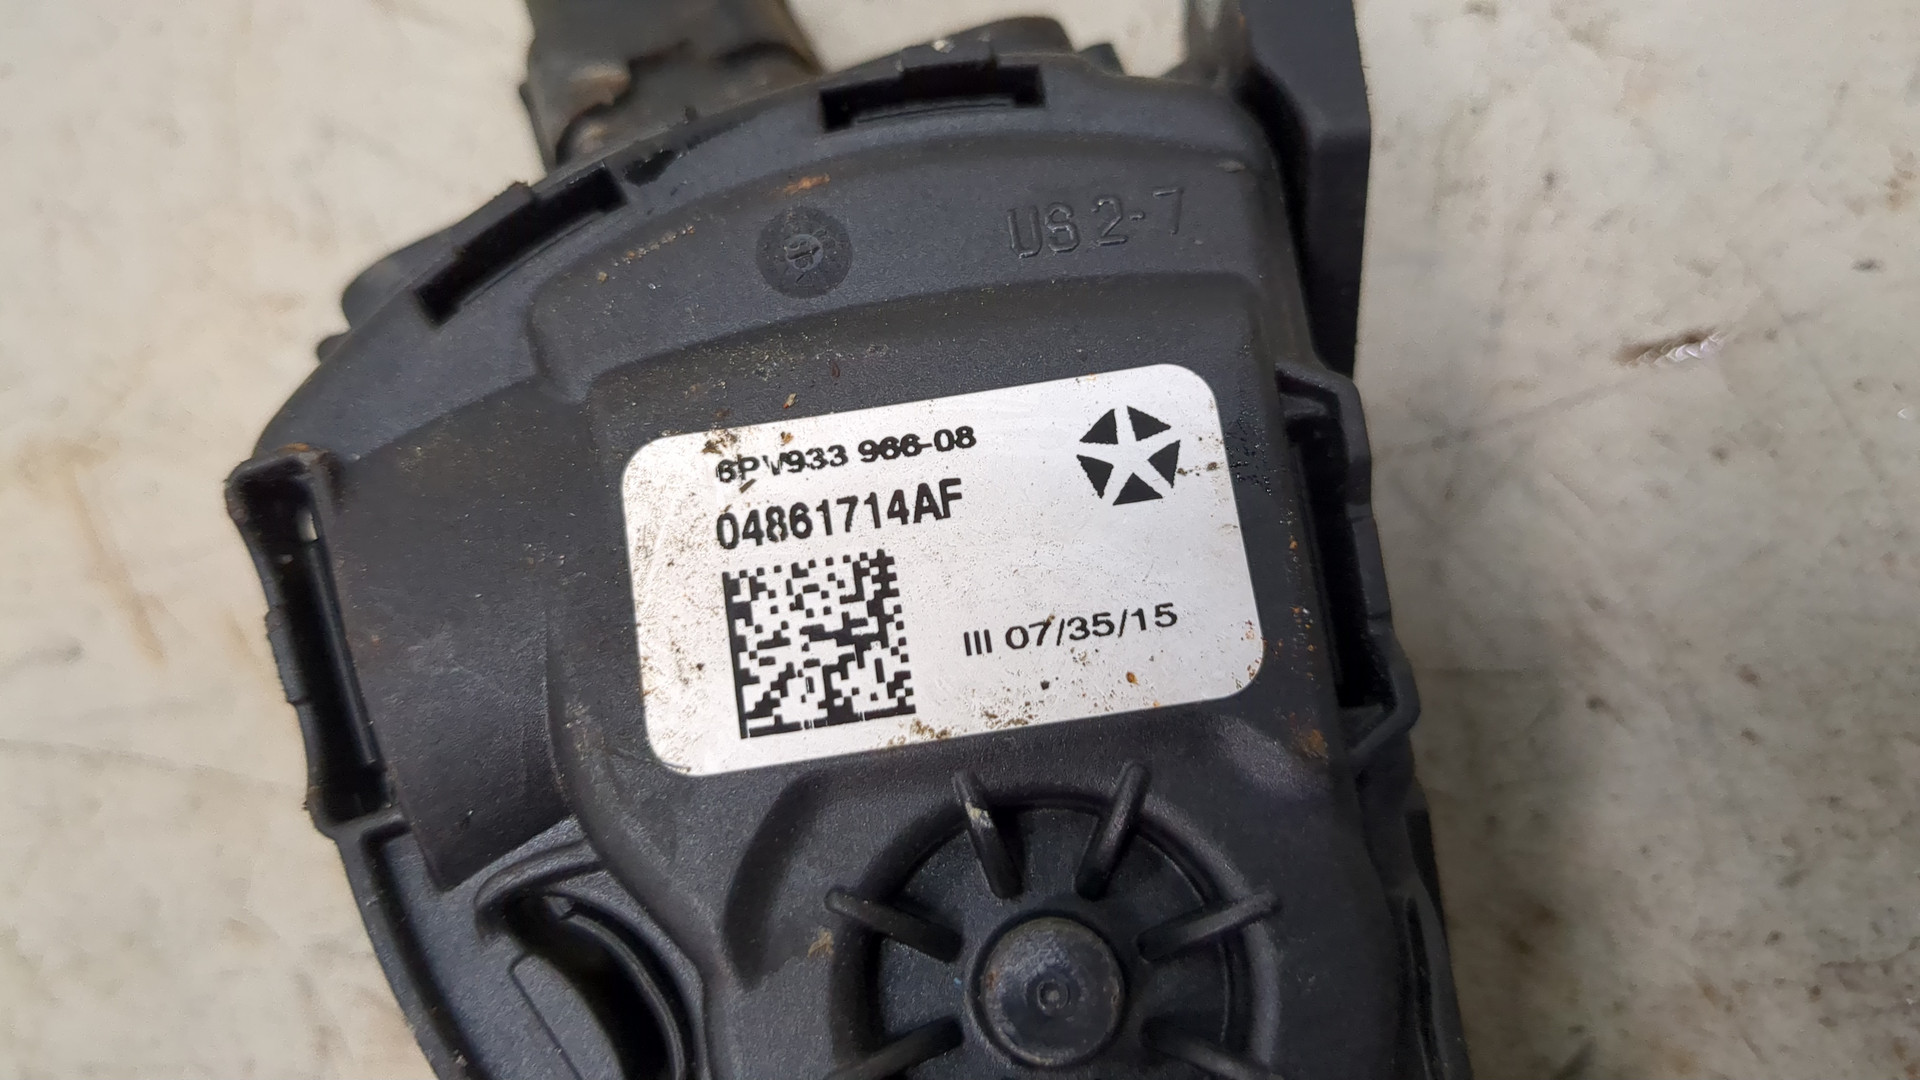 US 2-7
6PV933 966-08
04861714AF
III 07/35/15